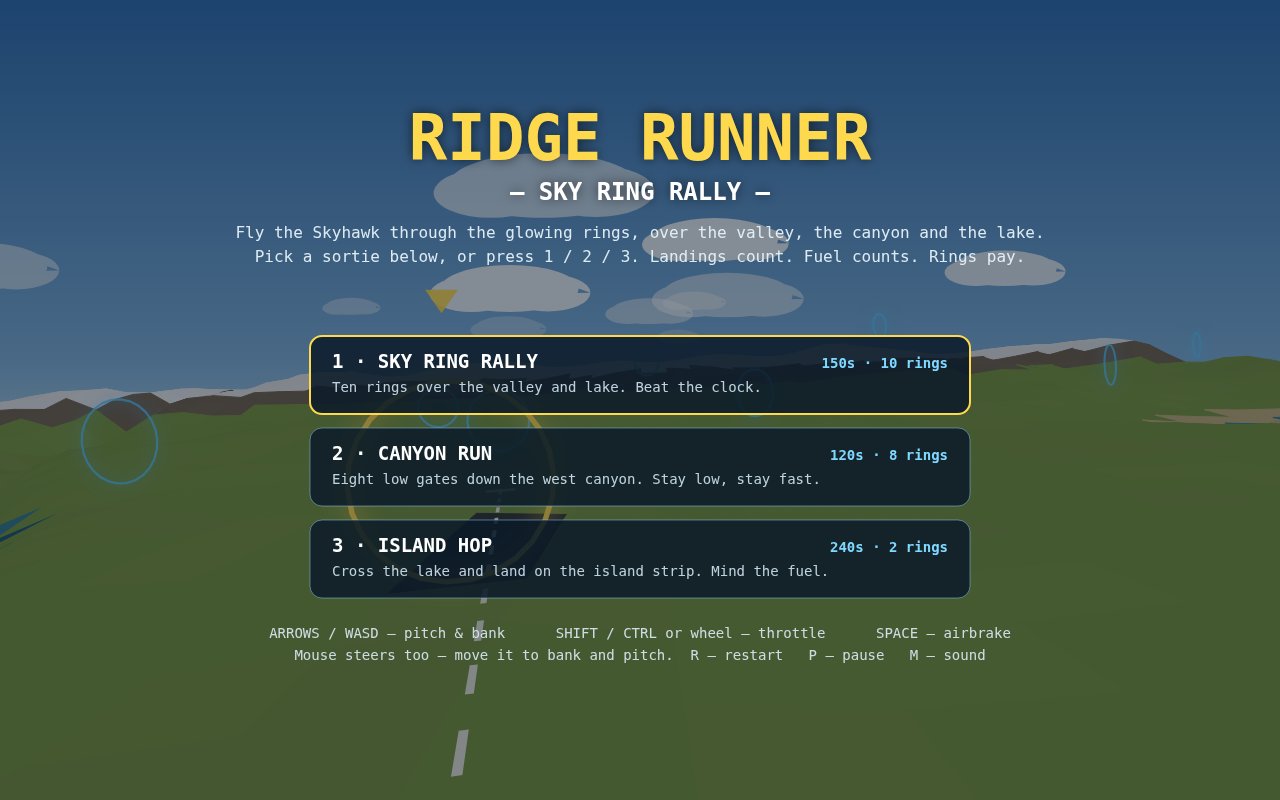 RIDGE RUNNER
— SKY RING RALLY —
Fly the Skyhawk through the glowing rings, over the valley, the canyon and the lake.
Pick a sortie below, or press 1 / 2 / 3. Landings count. Fuel counts. Rings pay.
1 · SKY RING RALLY 150s · 10 rings
Ten rings over the valley and lake. Beat the clock.
2 · CANYON RUN 120s · 8 rings
Eight low gates down the west canyon. Stay low, stay fast.
3 · ISLAND HOP 240s · 2 rings
Cross the lake and land on the island strip. Mind the fuel.
ARROWS / WASD — pitch & bank SHIFT / CTRL or wheel — throttle SPACE — airbrake
Mouse steers too — move it to bank and pitch. R — restart P — pause M — sound